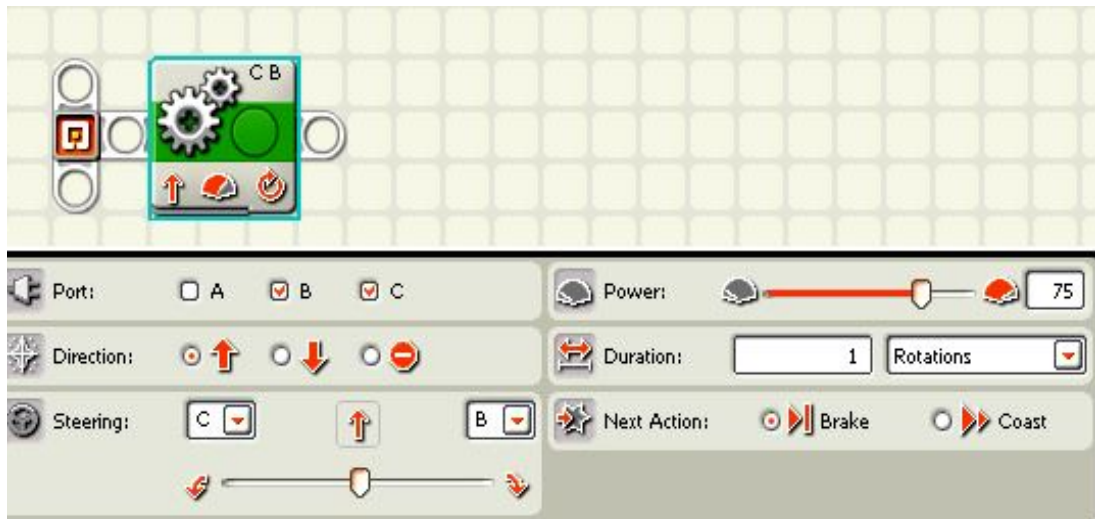 C B
Port: A B C
Power: 75
Direction:
Duration: 1 Rotations
Steering: C B
Next Action: Brake Coast